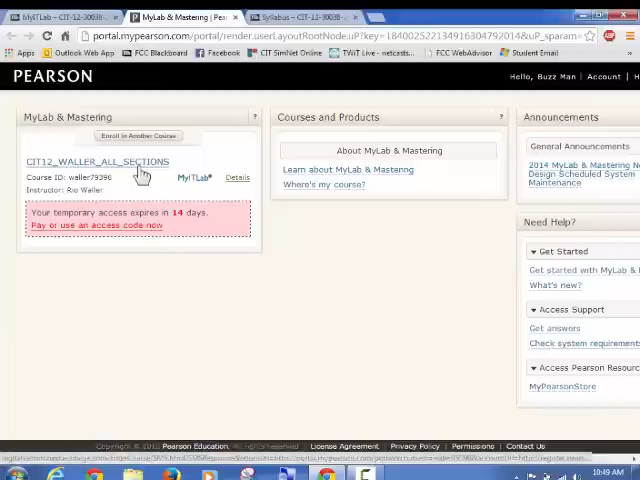 MyITLab – CIT-12-30038-
MyLab & Mastering | Pear
Syllabus – CIT-12-30038-
portal.mypearson.com/portal/render.userLayoutRootNode.uP?key=
uP_sparam=
Apps
Outlook Web App
FCC Blackboard
Facebook
CIT SimNet Online
TWiT Live - netcasts...
FCC WebAdvisor
Student Email
PEARSON
Hello, Buzz Man | Account |
MyLab & Mastering
?
Enroll in Another Course
CIT12_WALLER_ALL_SECTIONS
Course ID: waller79396
MyITLab®
Details
Instructor: Rio Waller
Your temporary access expires in 14 days.
Pay or use an access code now
Courses and Products
?
About MyLab & Mastering
Learn about MyLab & Mastering
Where's my course?
Announcements
General Announcements
2014 MyLab & Mastering N
Design Scheduled System
Maintenance
Need Help?
Get Started
Get started with MyLab &
What's new?
Access Support
Get answers
Check system requirements
Access Pearson Resource
MyPearsonStore
Pearson Education
License Agreement | Privacy Policy | Permissions | Contact Us
10:49 AM